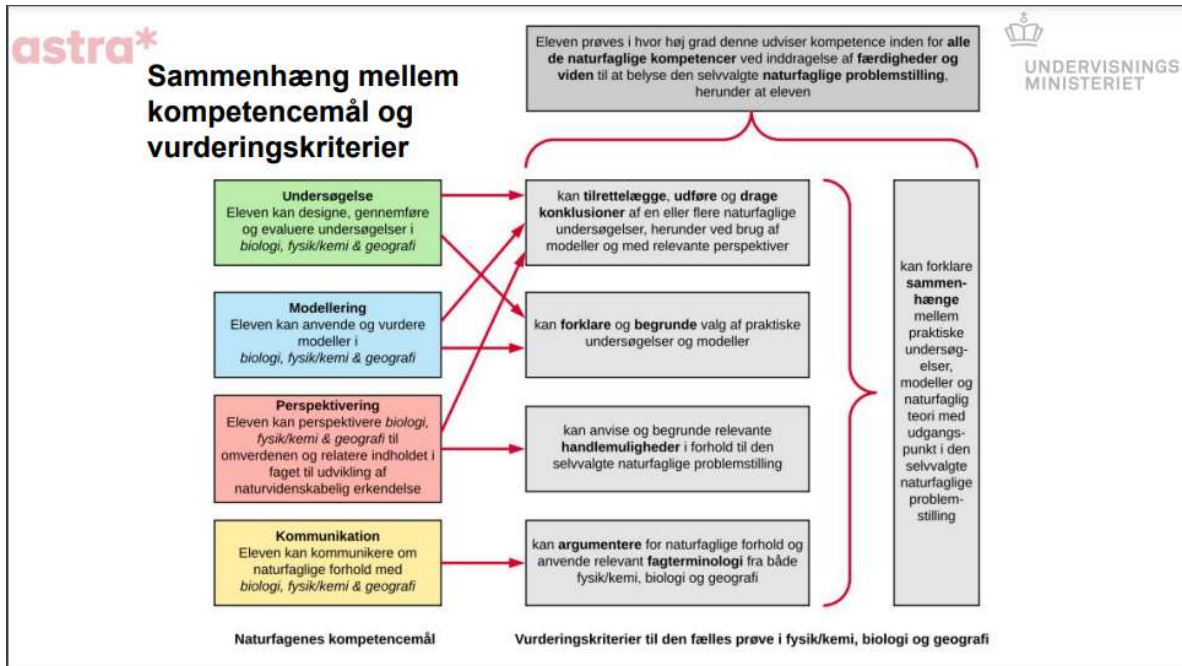 astra*
Sammenhæng mellem
kompetencemål og
vurderingskriterier
Eleven prøves i hvor høj grad denne udviser kompetence inden for alle
de naturfaglige kompetencer ved inddragelse af færdigheder og
viden til at belyse den selvvalgte naturfaglige problemstilling,
herunder at eleven
UNDERVISNINGS
MINISTERIET
Undersøgelse
Eleven kan designe, gennemføre
og evaluere undersøgelser i
biologi, fysik/kemi & geografi
Modellering
Eleven kan anvende og vurdere
modeller i
biologi, fysik/kemi & geografi
Perspektivering
Eleven kan perspektivere biologi,
fysik/kemi & geografi til
omverdenen og relatere indholdet i
faget til udvikling af
naturvidenskabelig erkendelse
Kommunikation
Eleven kan kommunikere om
naturfaglige forhold med
biologi, fysik/kemi & geografi
Naturfagenes kompetencemål
kan tilrettelægge, udføre og drage
konklusioner af en eller flere naturfaglige
undersøgelser, herunder ved brug af
modeller og med relevante perspektiver
kan forklare og begrunde valg af praktiske
undersøgelser og modeller
kan anvise og begrunde relevante
handlemuligheder i forhold til den
selvvalgte naturfaglige problemstilling
kan argumentere for naturfaglige forhold og
anvende relevant fagterminologi fra både
fysik/kemi, biologi og geografi
kan forklare
sammen-
hænge
mellem
praktiske
undersøg-
elser,
modeller og
naturfaglig
teori med
udgangs-
punkt i den
selvvalgte
naturfaglige
problem-
stilling
Vurderingskriterier til den fælles prøve i fysik/kemi, biologi og geografi